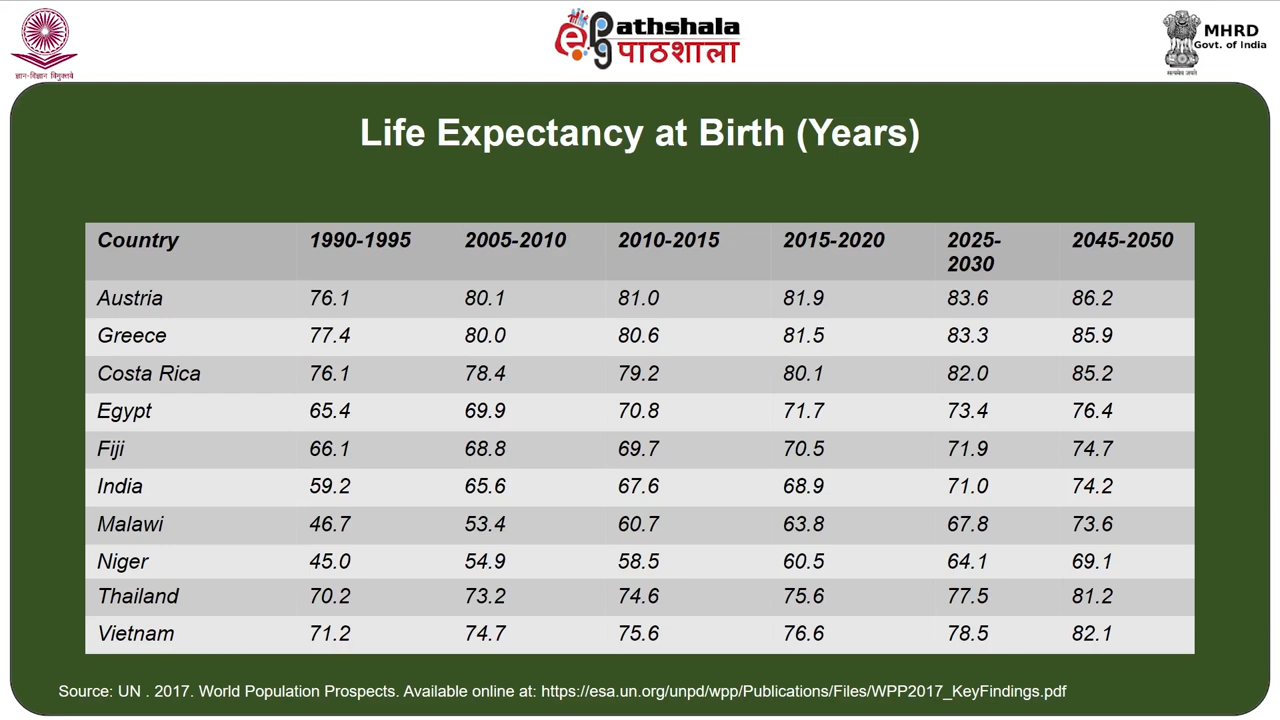 ज्ञान-विज्ञान विमुक्तये
ePG Pathshala
पाठशाला
MHRD
Govt. of India
सत्यमेव जयते
Life Expectancy at Birth (Years)
Country 1990-1995 2005-2010 2010-2015 2015-2020 2025-2030 2045-2050
Austria 76.1 80.1 81.0 81.9 83.6 86.2
Greece 77.4 80.0 80.6 81.5 83.3 85.9
Costa Rica 76.1 78.4 79.2 80.1 82.0 85.2
Egypt 65.4 69.9 70.8 71.7 73.4 76.4
Fiji 66.1 68.8 69.7 70.5 71.9 74.7
India 59.2 65.6 67.6 68.9 71.0 74.2
Malawi 46.7 53.4 60.7 63.8 67.8 73.6
Niger 45.0 54.9 58.5 60.5 64.1 69.1
Thailand 70.2 73.2 74.6 75.6 77.5 81.2
Vietnam 71.2 74.7 75.6 76.6 78.5 82.1
Source: UN . 2017. World Population Prospects. Available online at: https://esa.un.org/unpd/wpp/Publications/Files/WPP2017_KeyFindings.pdf